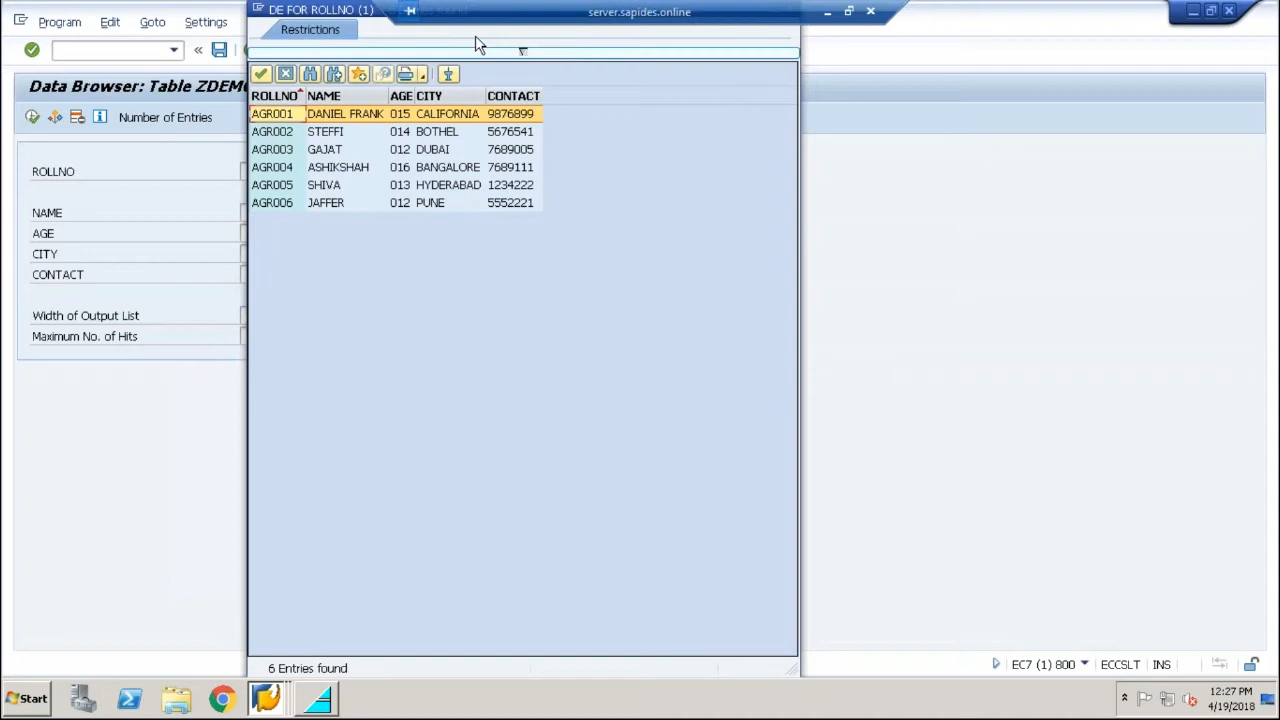 DE FOR ROLLNO (1)
server.sapides.online
Program Edit Goto Settings
Restrictions
Data Browser: Table ZDEMO
Number of Entries
ROLLNO NAME AGE CITY CONTACT
AGR001 DANIEL FRANK 015 CALIFORNIA 9876899
AGR002 STEFFI 014 BOTHEL 5676541
AGR003 GAJAT 012 DUBAI 7689005
AGR004 ASHIKSHAH 016 BANGALORE 7689111
AGR005 SHIVA 013 HYDERABAD 1234222
AGR006 JAFFER 012 PUNE 5552221
ROLLNO
NAME
AGE
CITY
CONTACT
Width of Output List
Maximum No. of Hits
6 Entries found
EC7 (1) 800 ECCSLT INS
Start
12:27 PM
4/19/2018